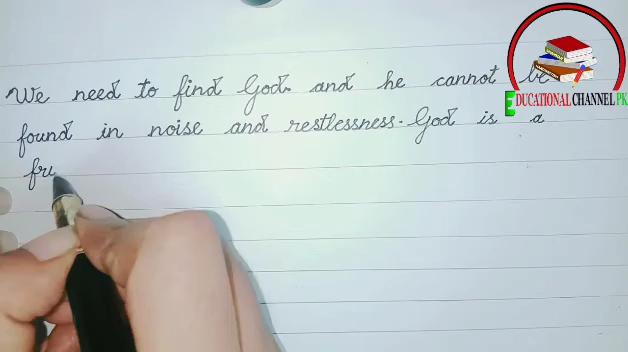 We need to find God. and he cannot be
found in noise and restlessness. God is a
fri
EDUCATIONAL CHANNEL PK